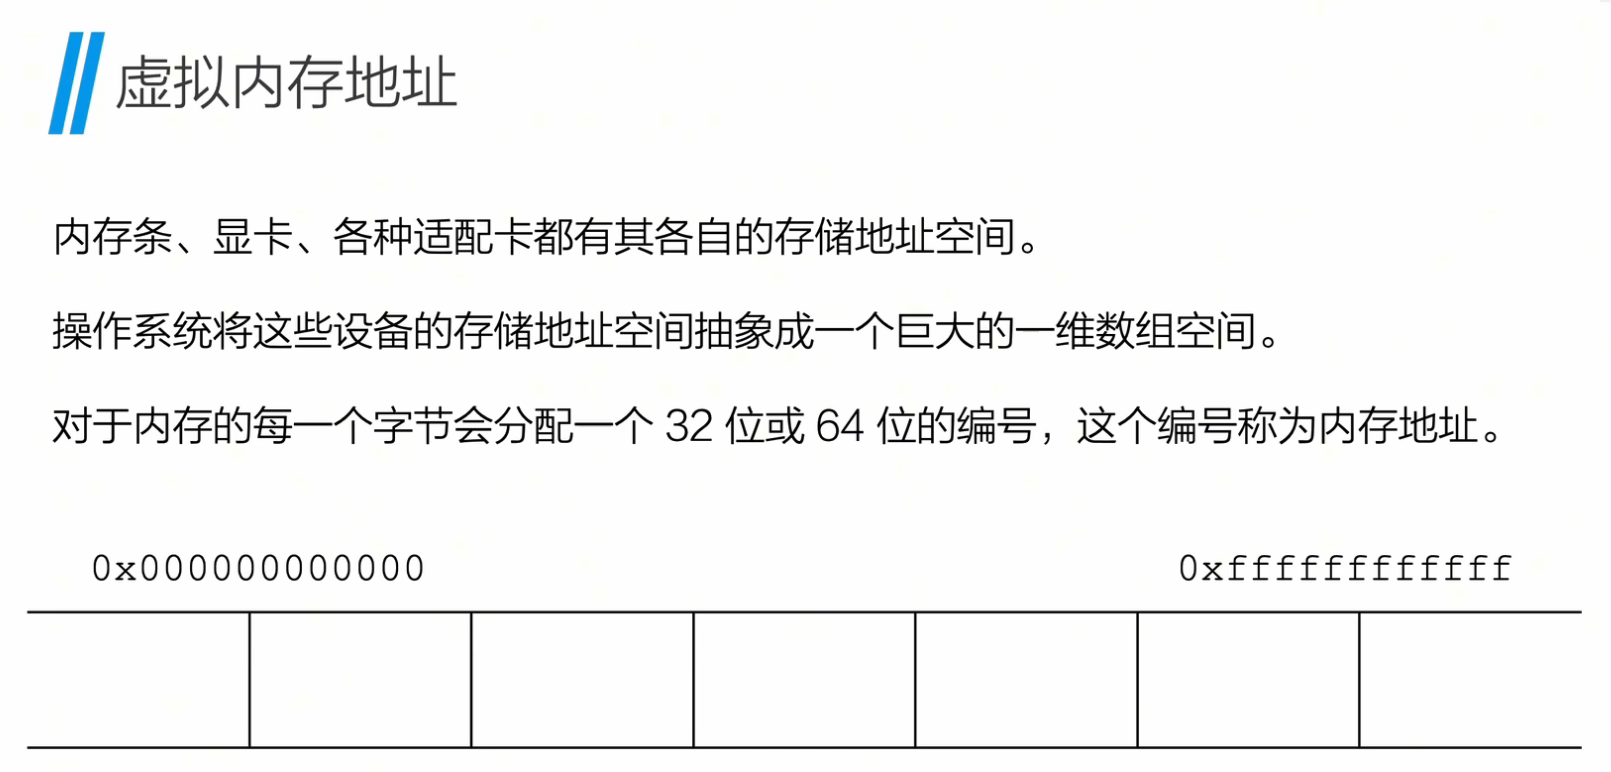 虚拟内存地址
内存条、显卡、各种适配卡都有其各自的存储地址空间。
操作系统将这些设备的存储地址空间抽象成一个巨大的一维数组空间。
对于内存的每一个字节会分配一个 32 位或 64 位的编号，这个编号称为内存地址。
0x000000000000 0xffffffffffff